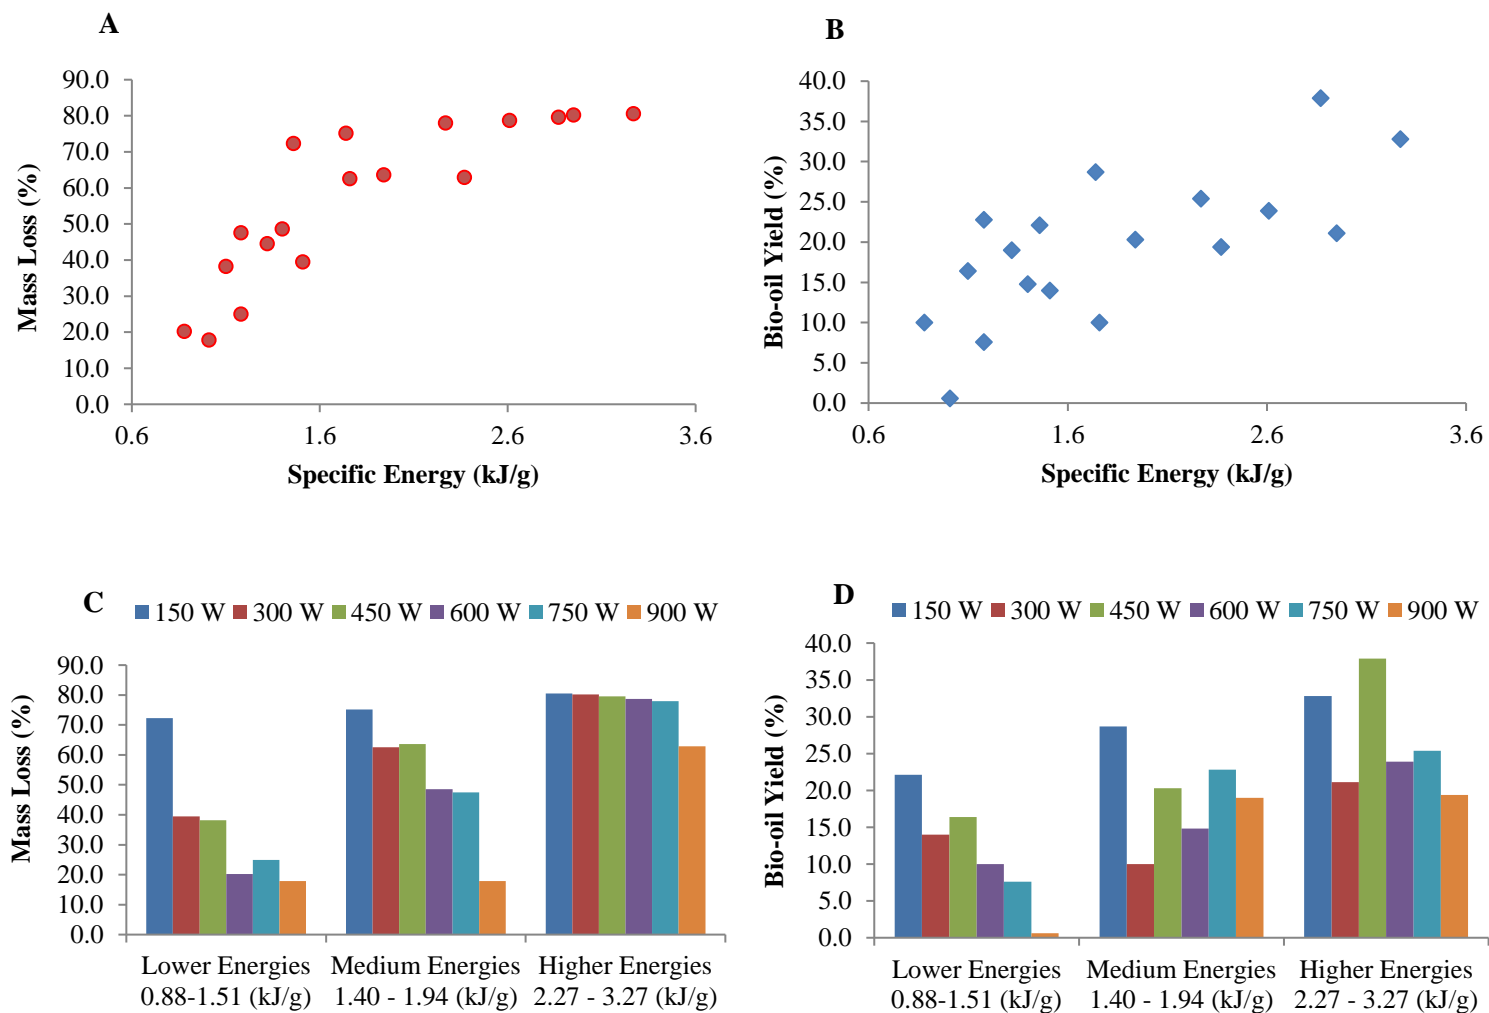 A
90.0
80.0
70.0
60.0
50.0
40.0
30.0
20.0
10.0
0.0
Mass Loss (%)
0.6 1.6 2.6 3.6
Specific Energy (kJ/g)
B
40.0
35.0
30.0
25.0
20.0
15.0
10.0
5.0
0.0
Bio-oil Yield (%)
0.6 1.6 2.6 3.6
Specific Energy (kJ/g)
C
150 W 300 W 450 W 600 W 750 W 900 W
90.0
80.0
70.0
60.0
50.0
40.0
30.0
20.0
10.0
0.0
Mass Loss (%)
Lower Energies Medium Energies Higher Energies
0.88-1.51 (kJ/g) 1.40 - 1.94 (kJ/g) 2.27 - 3.27 (kJ/g)
D
150 W 300 W 450 W 600 W 750 W 900 W
40.0
35.0
30.0
25.0
20.0
15.0
10.0
5.0
0.0
Bio-oil Yield (%)
Lower Energies Medium Energies Higher Energies
0.88-1.51 (kJ/g) 1.40 - 1.94 (kJ/g) 2.27 - 3.27 (kJ/g)